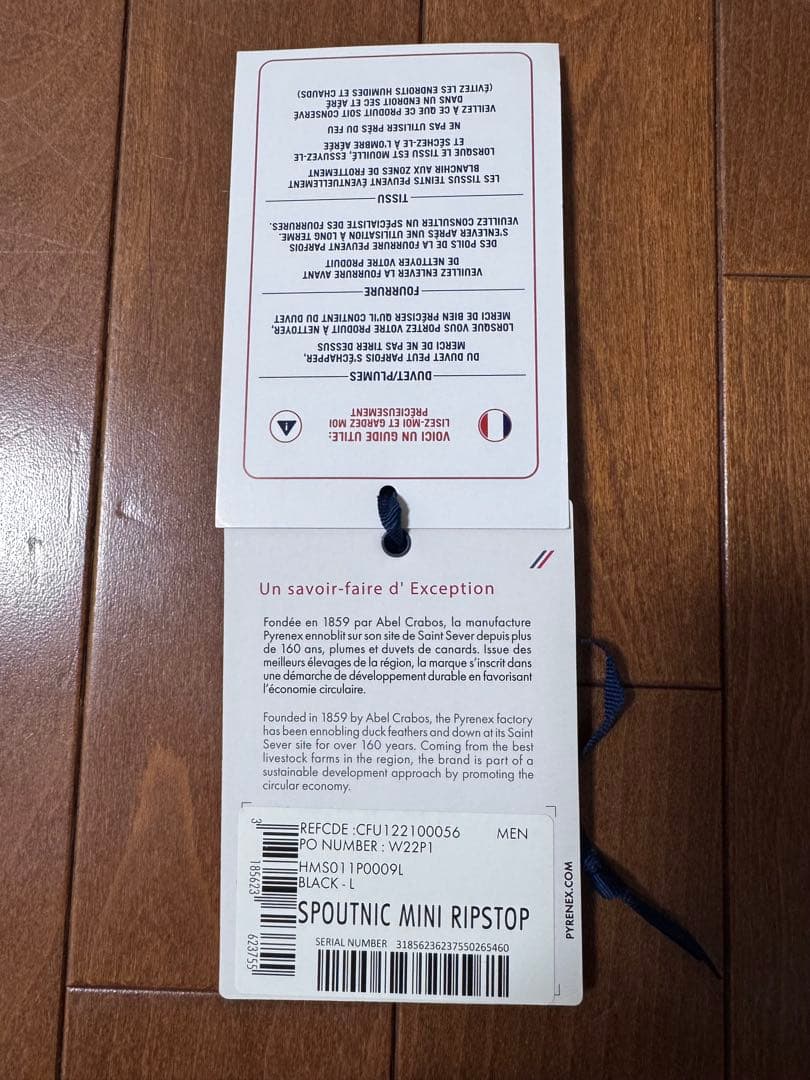 VOICI UN GUIDE UTILE:
LISEZ-MOI ET GARDEZ MOI
PRÉCIEUSEMENT
DUVET/PLUMES
DU DUVET PEUT PARFOIS S'ÉCHAPPER,
MERCI DE NE PAS TIRER DESSUS
LORSQUE VOUS PORTEZ VOTRE PRODUIT À NETTOYER,
MERCI DE BIEN PRÉCISER QU'IL CONTIENT DU DUVET
FOURRURE
VEUILLEZ ENLEVER LA FOURRURE AVANT
DE NETTOYER VOTRE PRODUIT
DES POILS DE LA FOURRURE PEUVENT PARFOIS
S'ENLEVER APRÈS UNE UTILISATION À LONG TERME.
VEUILLEZ CONSULTER UN SPÉCIALISTE DES FOURRURES.
TISSU
LES TISSUS TEINTS PEUVENT ÉVENTUELLEMENT
BLANCHIR AUX ZONES DE FROTTEMENT
LORSQUE LE TISSU EST MOUILLÉ, ESSUYEZ-LE
ET SÉCHEZ-LE À L'OMBRE AÉRÉE
NE PAS UTILISER PRÈS DU FEU
VEILLEZ À CE QUE CE PRODUIT SOIT CONSERVÉ
DANS UN ENDROIT SEC ET AÉRÉ
(ÉVITEZ LES ENDROITS HUMIDES ET CHAUDS)
Un savoir-faire d' Exception
Fondée en 1859 par Abel Crabos, la manufacture
Pyrenex ennoblit sur son site de Saint Sever depuis plus
de 160 ans, plumes et duvets de canards. Issue des
meilleurs élevages de la région, la marque s'inscrit dans
une démarche de développement durable en favorisant
l'économie circulaire.
Founded in 1859 by Abel Crabos, the Pyrenex factory
has been ennobling duck feathers and down at its Saint
Sever site for over 160 years. Coming from the best
livestock farms in the region, the brand is part of a
sustainable development approach by promoting the
circular economy.
REFCDE :CFU122100056 MEN
PO NUMBER : W22P1
HMS011P0009L
BLACK - L
SPOUTNIC MINI RIPSTOP
SERIAL NUMBER 31856236237550265460
3 185623 623755
PYRENEX.COM